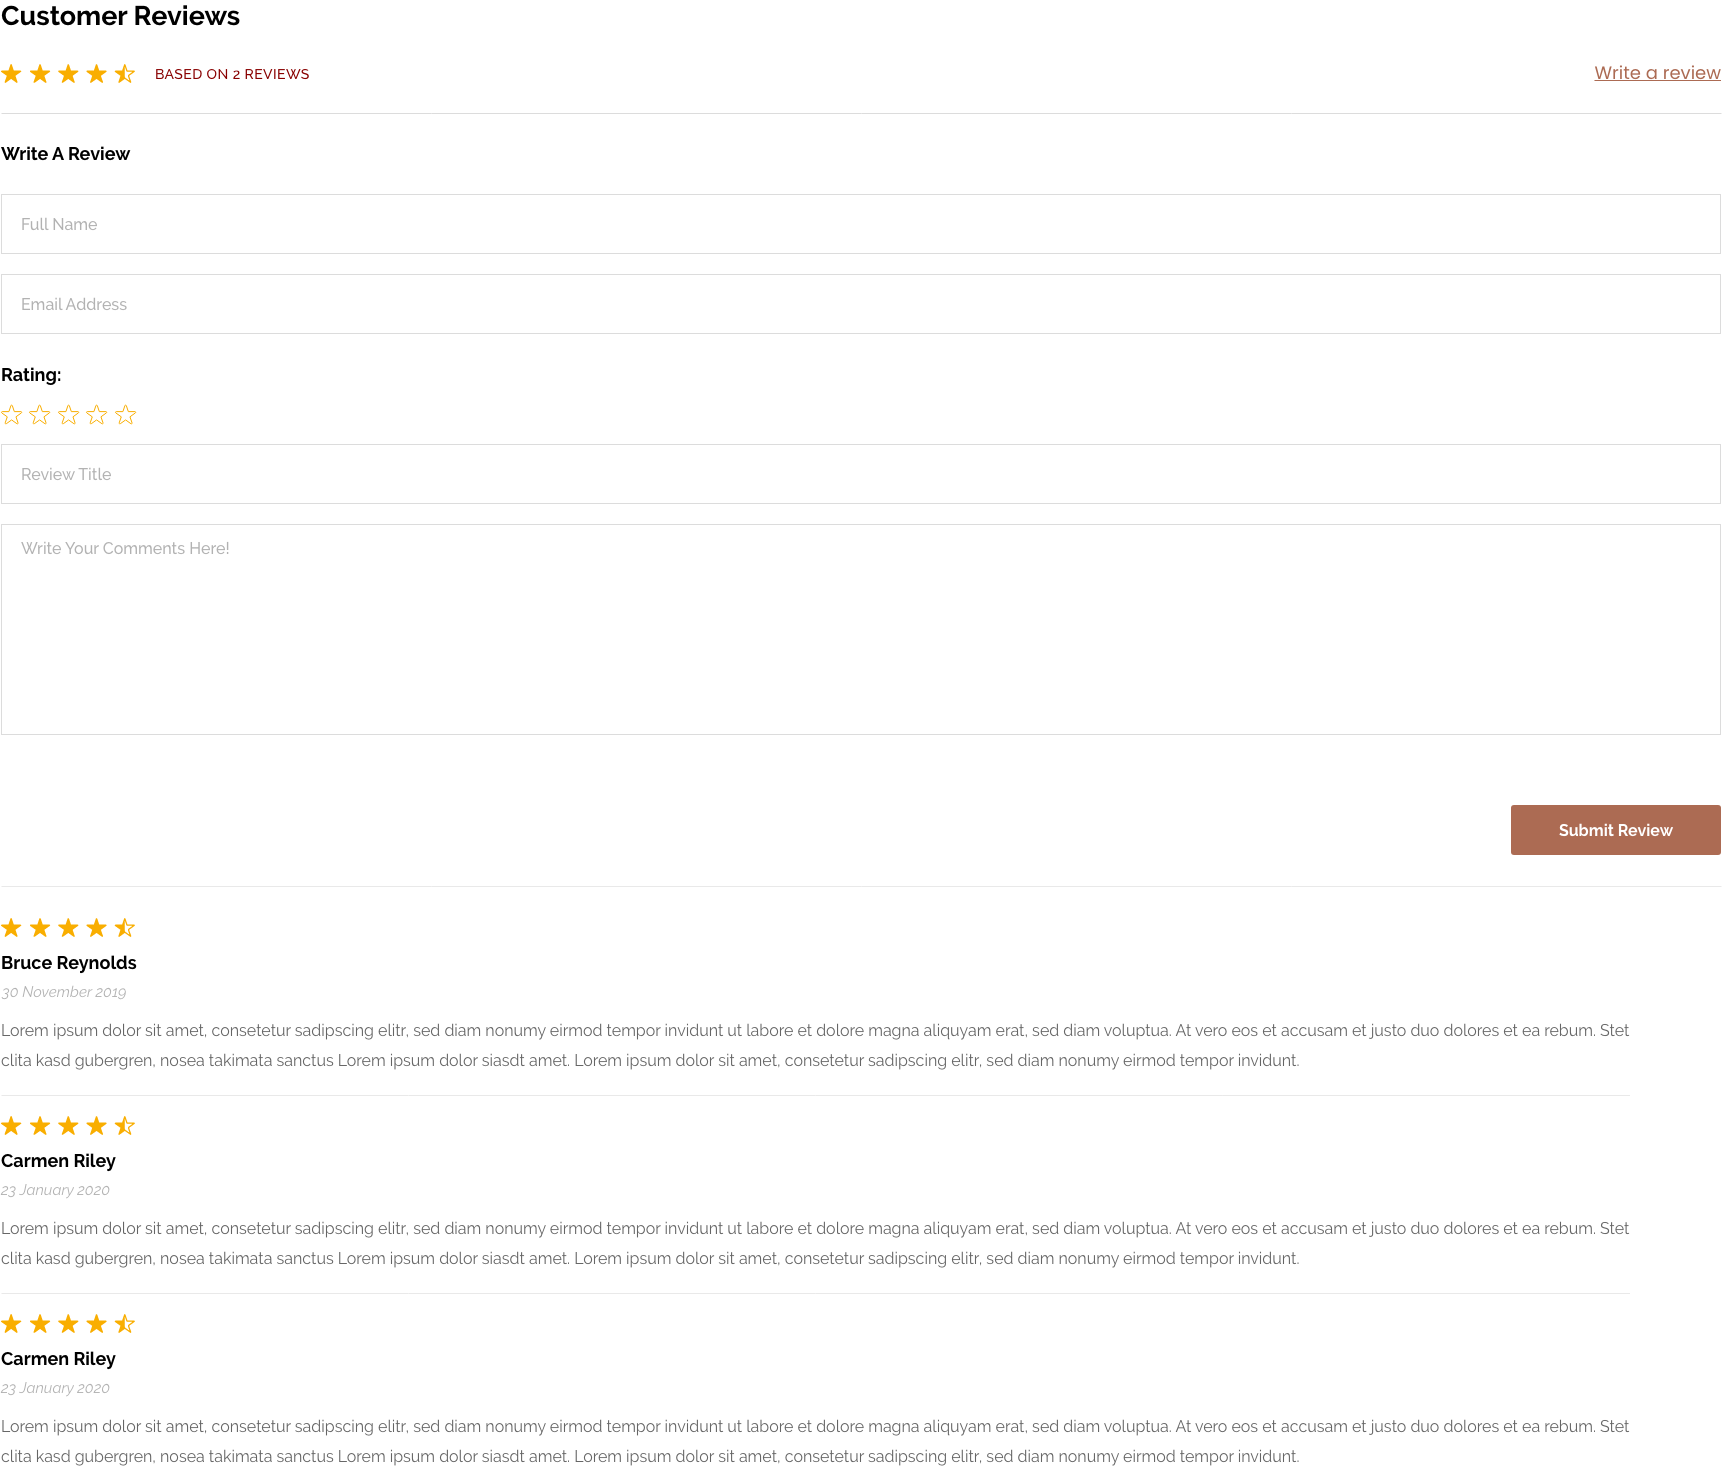 Customer Reviews
BASED ON 2 REVIEWS
Write a review
Write A Review
Full Name
Email Address
Rating:
Review Title
Write Your Comments Here!
Submit Review
Bruce Reynolds
30 November 2019
Lorem ipsum dolor sit amet, consetetur sadipscing elitr, sed diam nonumy eirmod tempor invidunt ut labore et dolore magna aliquyam erat, sed diam voluptua. At vero eos et accusam et justo duo dolores et ea rebum. Stet
clita kasd gubergren, nosea takimata sanctus Lorem ipsum dolor siasdt amet. Lorem ipsum dolor sit amet, consetetur sadipscing elitr, sed diam nonumy eirmod tempor invidunt.
Carmen Riley
23 January 2020
Lorem ipsum dolor sit amet, consetetur sadipscing elitr, sed diam nonumy eirmod tempor invidunt ut labore et dolore magna aliquyam erat, sed diam voluptua. At vero eos et accusam et justo duo dolores et ea rebum. Stet
clita kasd gubergren, nosea takimata sanctus Lorem ipsum dolor siasdt amet. Lorem ipsum dolor sit amet, consetetur sadipscing elitr, sed diam nonumy eirmod tempor invidunt.
Carmen Riley
23 January 2020
Lorem ipsum dolor sit amet, consetetur sadipscing elitr, sed diam nonumy eirmod tempor invidunt ut labore et dolore magna aliquyam erat, sed diam voluptua. At vero eos et accusam et justo duo dolores et ea rebum. Stet
clita kasd gubergren, nosea takimata sanctus Lorem ipsum dolor siasdt amet. Lorem ipsum dolor sit amet, consetetur sadipscing elitr, sed diam nonumy eirmod tempor invidunt.